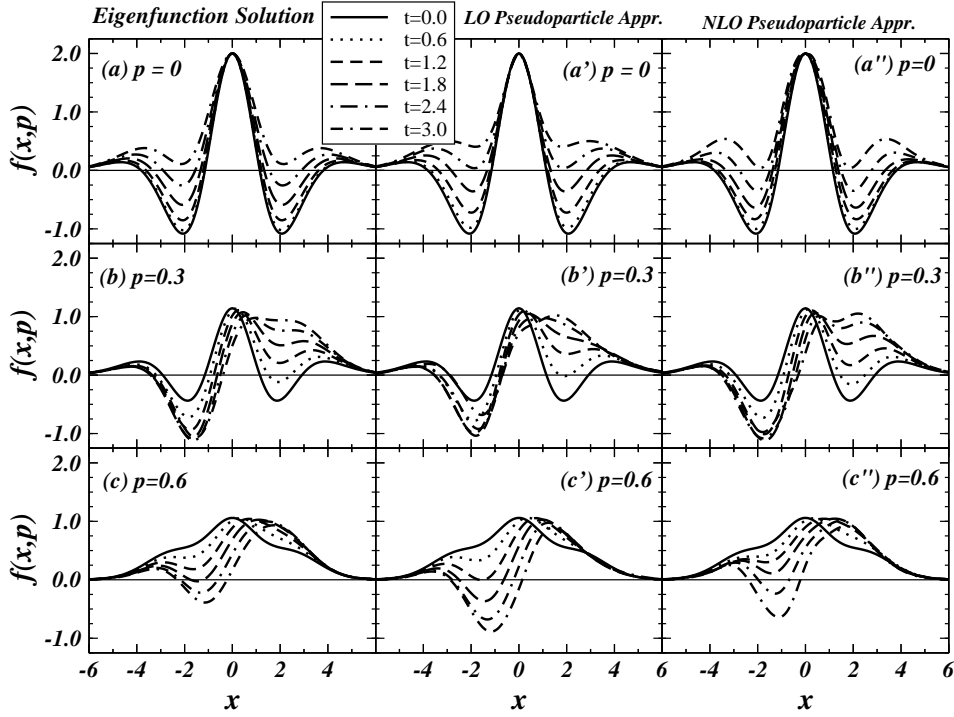 Eigenfunction Solution
LO Pseudoparticle Appr.
NLO Pseudoparticle Appr.
t=0.0
t=0.6
t=1.2
t=1.8
t=2.4
t=3.0
2.0
1.0
0.0
-1.0
f(x,p)
(a) p = 0
(a') p = 0
(a'') p=0
2.0
1.0
0.0
-1.0
f(x,p)
(b) p=0.3
(b') p=0.3
(b'') p=0.3
2.0
1.0
0.0
-1.0
f(x,p)
(c) p=0.6
(c') p=0.6
(c'') p=0.6
-6 -4 -2 0 2 4 -4 -2 0 2 4 6 -4 -2 0 2 4 6
x x x